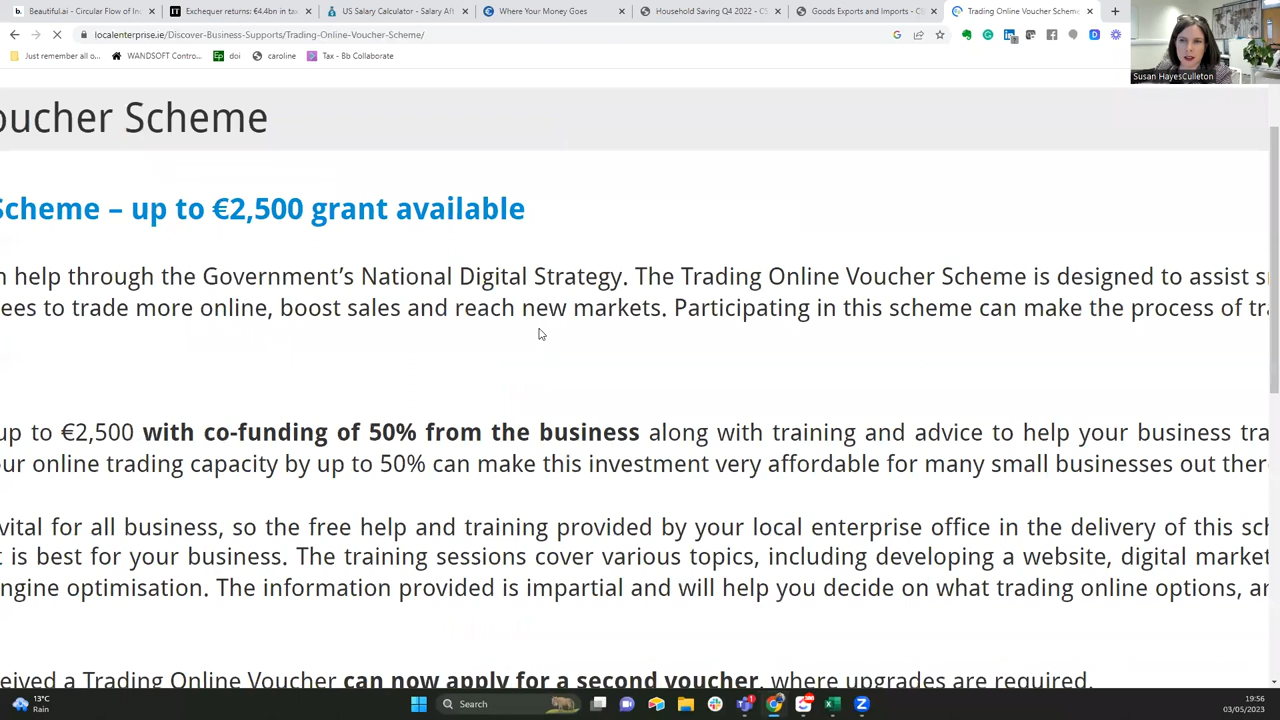 Beautiful.ai - Circular Flow of Inc
Exchequer returns: €4.4bn in tax
US Salary Calculator - Salary Aft
Where Your Money Goes
Household Saving Q4 2022 - CS
Goods Exports and Imports - CS
Trading Online Voucher Scheme
localenterprise.ie/Discover-Business-Supports/Trading-Online-Voucher-Scheme/
Just remember all o...
WANDSOFT Contro...
doi
caroline
Tax - Bb Collaborate
Susan HayesCulleton
oucher Scheme
Scheme – up to €2,500 grant available
n help through the Government's National Digital Strategy. The Trading Online Voucher Scheme is designed to assist s
ees to trade more online, boost sales and reach new markets. Participating in this scheme can make the process of tra
up to €2,500 with co-funding of 50% from the business along with training and advice to help your business tra
ur online trading capacity by up to 50% can make this investment very affordable for many small businesses out there
vital for all business, so the free help and training provided by your local enterprise office in the delivery of this sch
t is best for your business. The training sessions cover various topics, including developing a website, digital market
ngine optimisation. The information provided is impartial and will help you decide on what trading online options, an
eived a Trading Online Voucher can now apply for a second voucher, where upgrades are required.
13°C
Rain
Search
19:56
03/05/2023